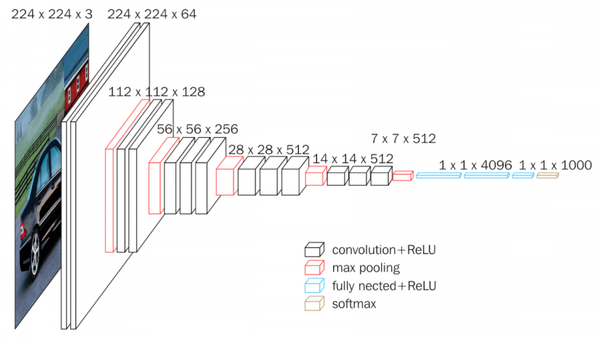 224 x 224 x 3
224 x 224 x 64
112 x 112 x 128
56 x 56 x 256
28 x 28 x 512
14 x 14 x 512
7 x 7 x 512
1 x 1 x 4096
1 x 1 x 1000
convolution+ReLU
max pooling
fully nected+ReLU
softmax